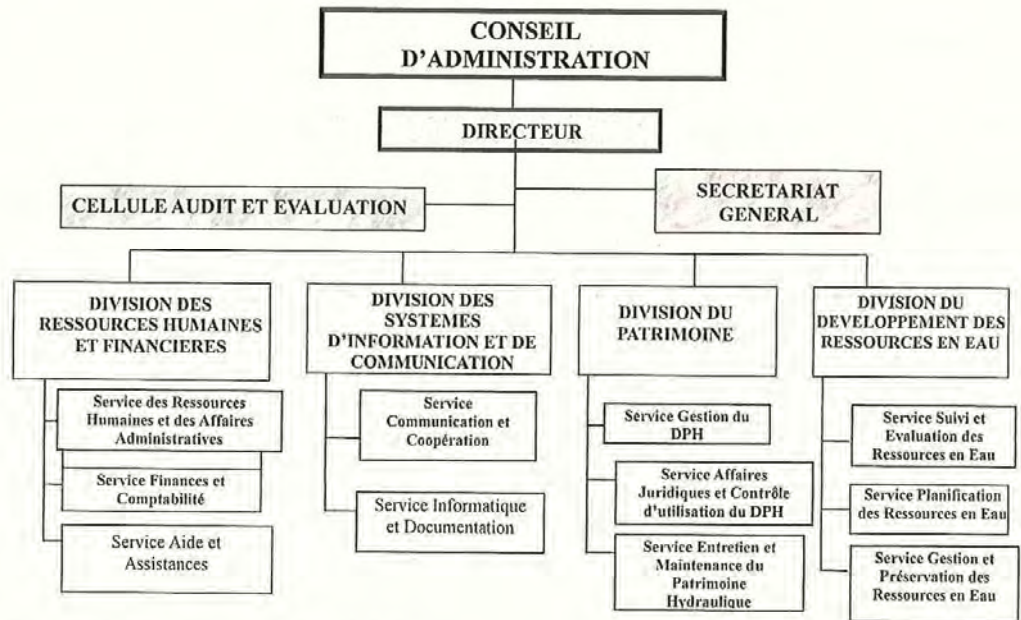 CONSEIL
D'ADMINISTRATION
DIRECTEUR
CELLULE AUDIT ET EVALUATION
SECRETARIAT
GENERAL
DIVISION DES
RESSOURCES HUMAINES
ET FINANCIERES
Service des Ressources
Humaines et des Affaires
Administratives
Service Finances et
Comptabilité
Service Aide et
Assistances
DIVISION DES
SYSTEMES
D'INFORMATION ET DE
COMMUNICATION
Service
Communication et
Coopération
Service Informatique
et Documentation
DIVISION DU
PATRIMOINE
Service Gestion du
DPH
Service Affaires
Juridiques et Contrôle
d'utilisation du DPH
Service Entretien et
Maintenance du
Patrimoine
Hydraulique
DIVISION DU
DEVELOPPEMENT DES
RESSOURCES EN EAU
Service Suivi et
Evaluation des
Ressources en Eau
Service Planification
des Ressources en Eau
Service Gestion et
Préservation des
Ressources en Eau